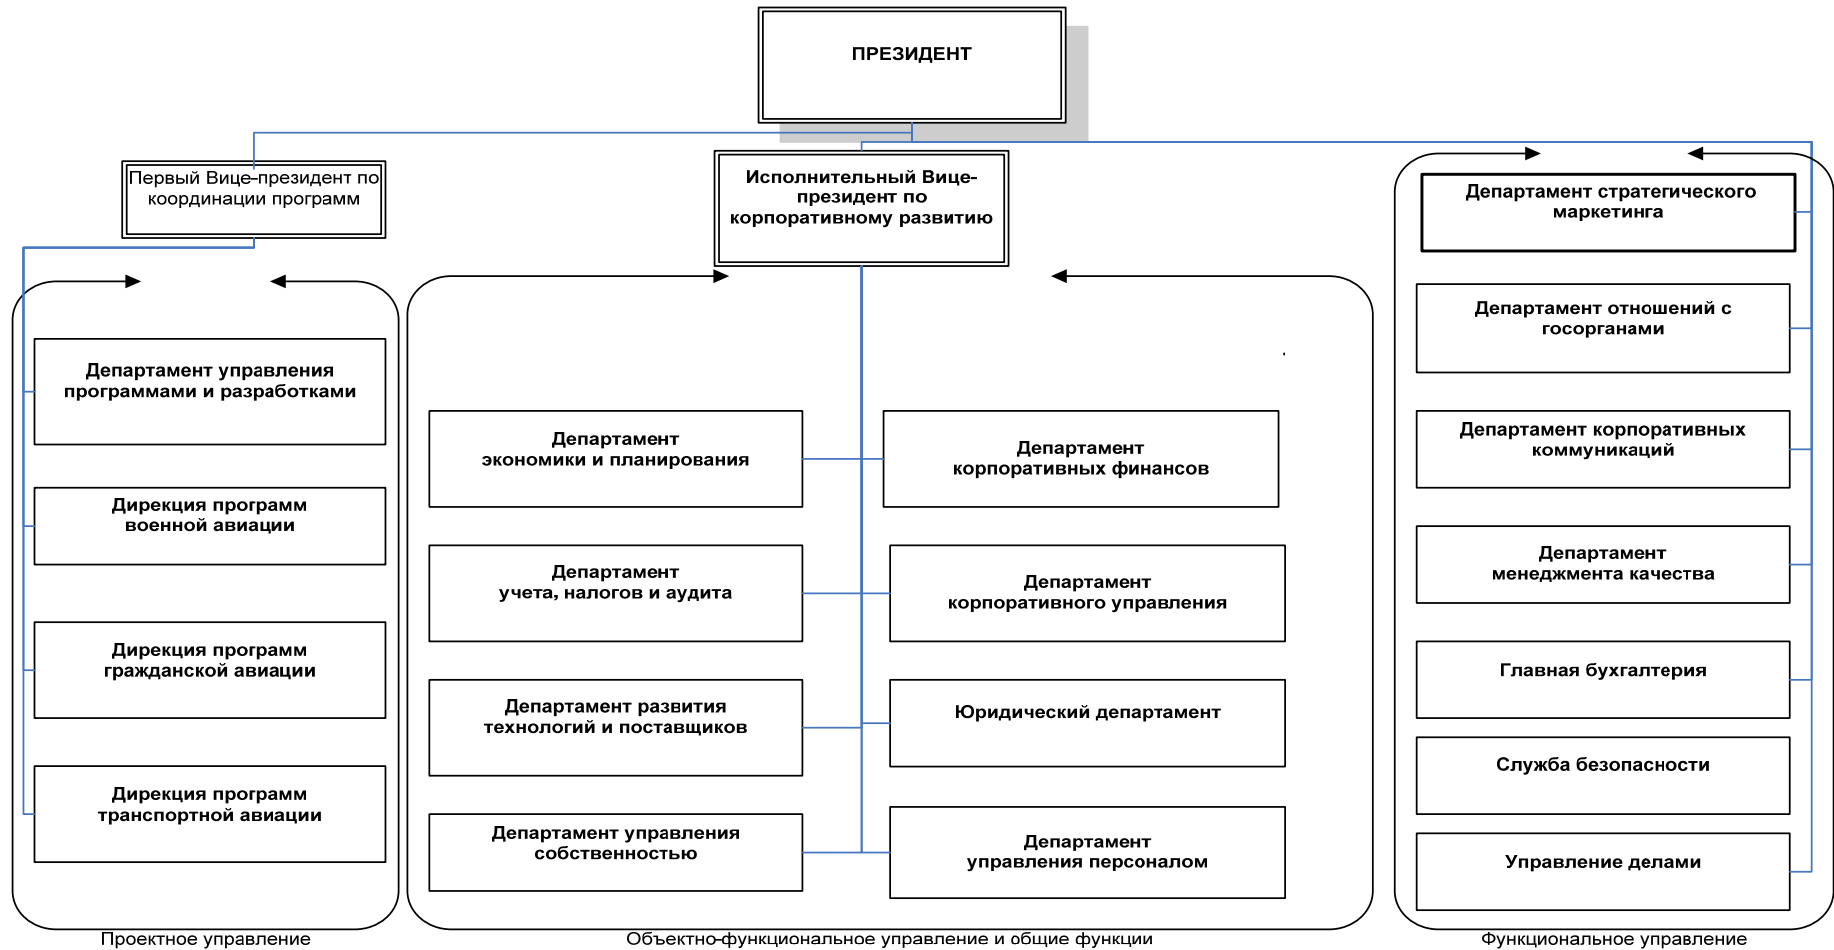 ПРЕЗИДЕНТ
Первый Вице-президент по
координации программ
Исполнительный Вице-
президент по
корпоративному развитию
Департамент управления
программами и разработками
Дирекция программ
военной авиации
Дирекция программ
гражданской авиации
Дирекция программ
транспортной авиации
Проектное управление
Департамент
экономики и планирования
Департамент
корпоративных финансов
Департамент
учета, налогов и аудита
Департамент
корпоративного управления
Департамент развития
технологий и поставщиков
Юридический департамент
Департамент управления
собственностью
Департамент
управления персоналом
Объектно-функциональное управление и общие функции
Департамент стратегического
маркетинга
Департамент отношений с
госорганами
Департамент корпоративных
коммуникаций
Департамент
менеджмента качества
Главная бухгалтерия
Служба безопасности
Управление делами
Функциональное управление